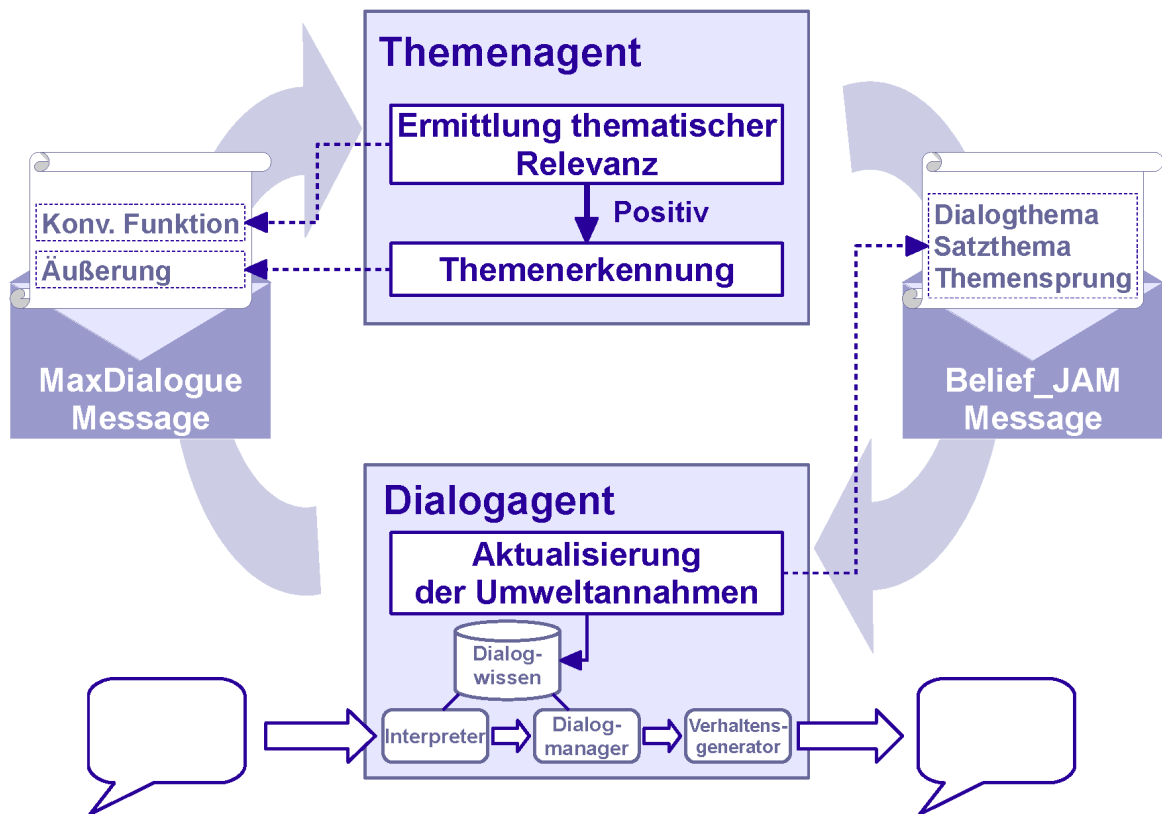 Themenagent
Ermittlung thematischer
Relevanz
Positiv
Themenerkennung
Konv. Funktion
Äußerung
MaxDialogue
Message
Dialogthema
Satzthema
Themensprung
Belief_JAM
Message
Dialogagent
Aktualisierung
der Umweltannahmen
Dialog-
wissen
Interpreter
Dialog-
manager
Verhaltens-
generator